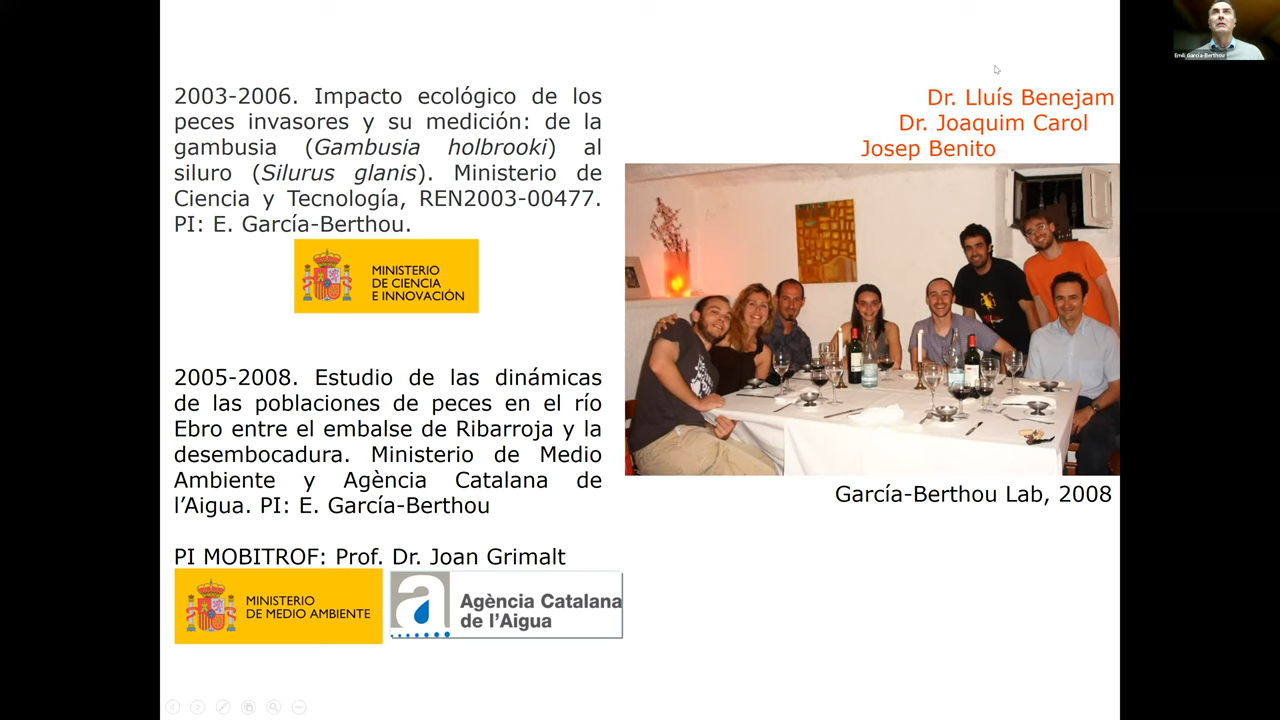 2003-2006. Impacto ecológico de los
peces invasores y su medición: de la
gambusia (Gambusia holbrooki) al
siluro (Silurus glanis). Ministerio de
Ciencia y Tecnología, REN2003-00477.
PI: E. García-Berthou.
MINISTERIO
DE CIENCIA
E INNOVACIÓN
2005-2008. Estudio de las dinámicas
de las poblaciones de peces en el río
Ebro entre el embalse de Ribarroja y la
desembocadura. Ministerio de Medio
Ambiente y Agència Catalana de
l'Aigua. PI: E. García-Berthou
PI MOBITROF: Prof. Dr. Joan Grimalt
MINISTERIO
DE MEDIO AMBIENTE
a
Agència Catalana
de l'Aigua
Dr. Lluís Benejam
Dr. Joaquim Carol
Josep Benito
García-Berthou Lab, 2008
Emili García-Berthou